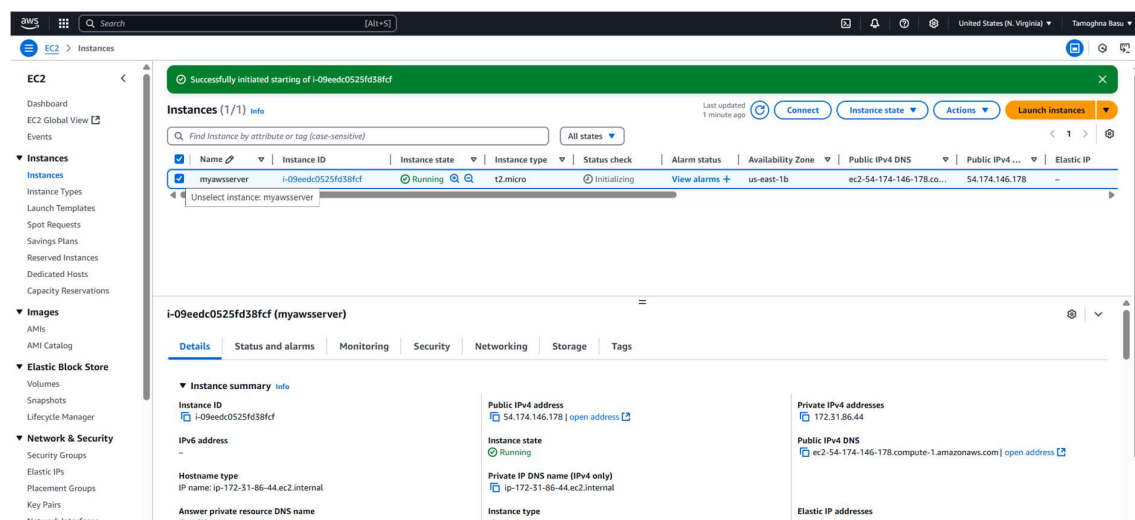 aws Search [Alt+S] United States (N. Virginia) Tamoghna Basu
EC2 > Instances
EC2
Dashboard
EC2 Global View
Events
Instances
Instances
Instance Types
Launch Templates
Spot Requests
Savings Plans
Reserved Instances
Dedicated Hosts
Capacity Reservations
Images
AMIs
AMI Catalog
Elastic Block Store
Volumes
Snapshots
Lifecycle Manager
Network & Security
Security Groups
Elastic IPs
Placement Groups
Key Pairs
Successfully initiated starting of i-09eedc0525fd38fcf
Instances (1/1) Info Last updated 1 minute ago Connect Instance state Actions Launch instances
Find Instance by attribute or tag (case-sensitive) All states 1
Name Instance ID Instance state Instance type Status check Alarm status Availability Zone Public IPv4 DNS Public IPv4 ... Elastic IP
myawsserver i-09eedc0525fd38fcf Running t2.micro Initializing View alarms + us-east-1b ec2-54-174-146-178.co... 54.174.146.178 –
Unselect instance: myawsserver
i-09eedc0525fd38fcf (myawsserver)
Details Status and alarms Monitoring Security Networking Storage Tags
Instance summary Info
Instance ID
i-09eedc0525fd38fcf
Public IPv4 address
54.174.146.178 | open address
Private IPv4 addresses
172.31.86.44
IPv6 address
–
Instance state
Running
Public IPv4 DNS
ec2-54-174-146-178.compute-1.amazonaws.com | open address
Hostname type
IP name: ip-172-31-86-44.ec2.internal
Private IP DNS name (IPv4 only)
ip-172-31-86-44.ec2.internal
Answer private resource DNS name
Instance type
Elastic IP addresses